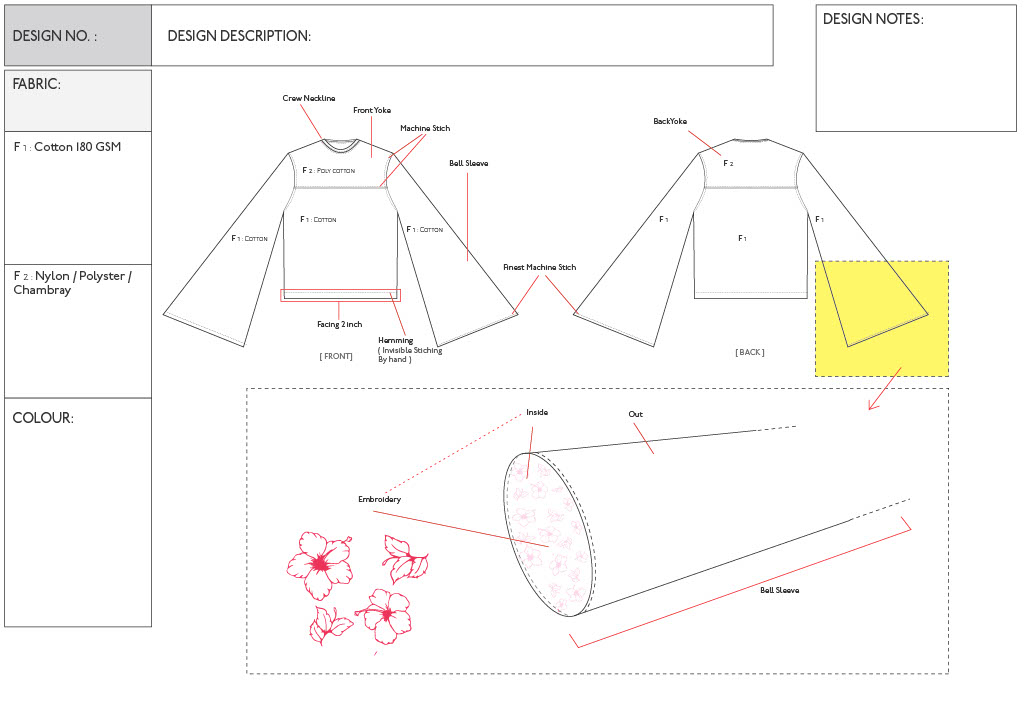 DESIGN NO. :
DESIGN DESCRIPTION:
DESIGN NOTES:
FABRIC:
F 1 : Cotton 180 GSM
F 2 : Nylon / Polyster /
Chambray
COLOUR:
Crew Neckline
Front Yoke
Machine Stich
Bell Sleeve
F 2 : POLY COTTON
F 1 : COTTON
F 1 : COTTON
F 1 : COTTON
Facing 2 inch
Hemming
( Invisible Stiching
By hand )
[ FRONT]
Finest Machine Stich
BackYoke
F 2
F 1
F 1
F 1
[ BACK ]
Inside
Out
Embroidery
Bell Sleeve